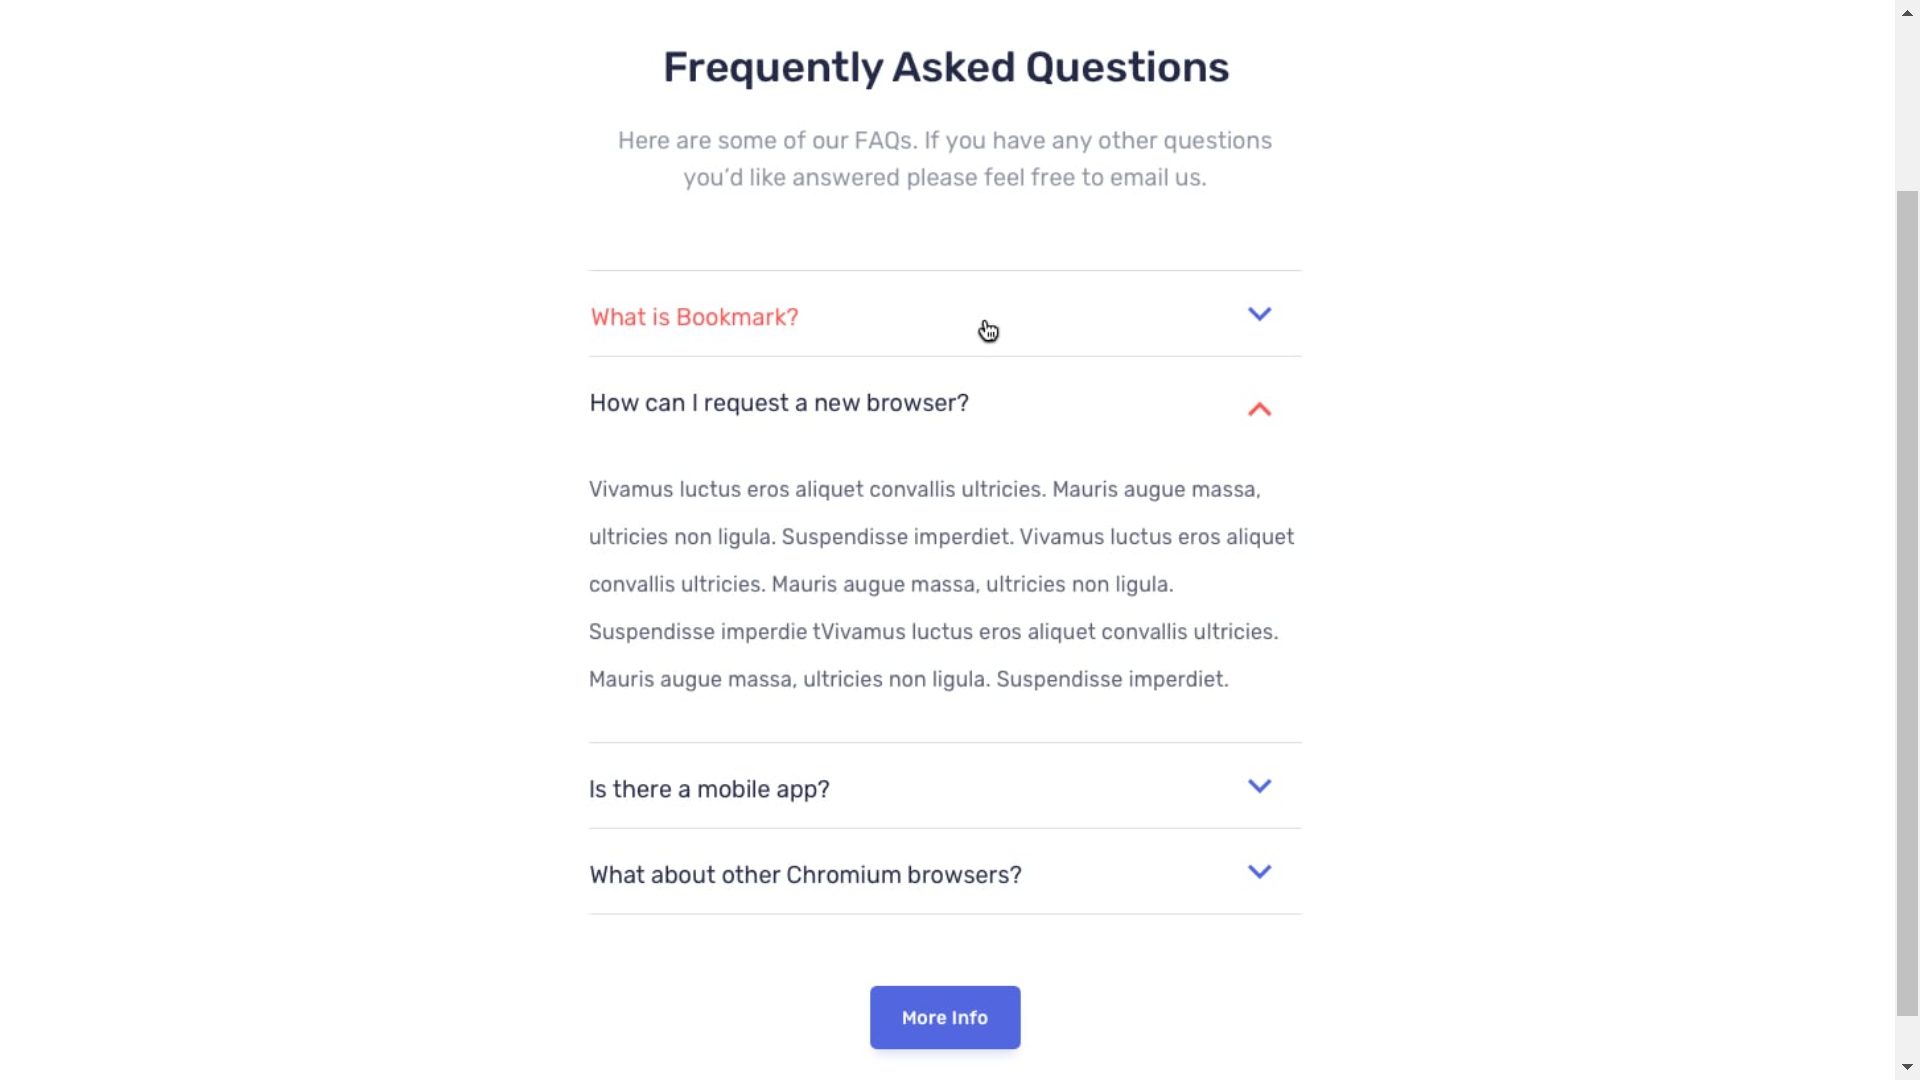 Frequently Asked Questions
Here are some of our FAQs. If you have any other questions
you’d like answered please feel free to email us.
What is Bookmark?
How can I request a new browser?
Vivamus luctus eros aliquet convallis ultricies. Mauris augue massa,
ultricies non ligula. Suspendisse imperdiet. Vivamus luctus eros aliquet
convallis ultricies. Mauris augue massa, ultricies non ligula.
Suspendisse imperdie tVivamus luctus eros aliquet convallis ultricies.
Mauris augue massa, ultricies non ligula. Suspendisse imperdiet.
Is there a mobile app?
What about other Chromium browsers?
More Info